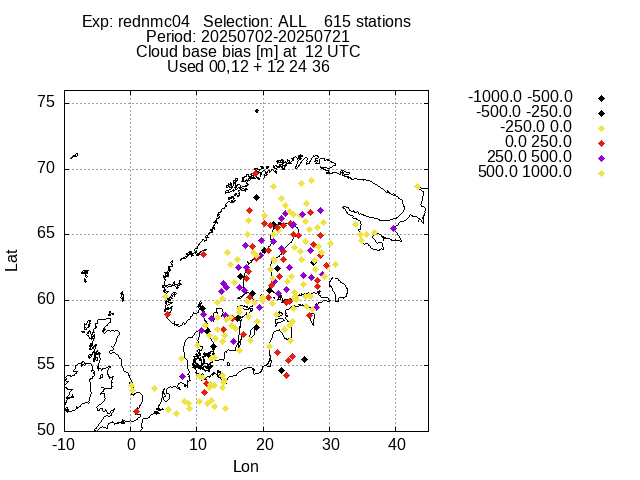 Exp: rednmc04   Selection: ALL    615 stations
Period: 20250702-20250721
Cloud base bias [m] at  12 UTC
Used 00,12 + 12 24 36
-1000.0 -500.0
-500.0 -250.0
-250.0 0.0
0.0 250.0
250.0 500.0
500.0 1000.0
75
70
65
60
55
50
Lat
-10 0 10 20 30 40
Lon